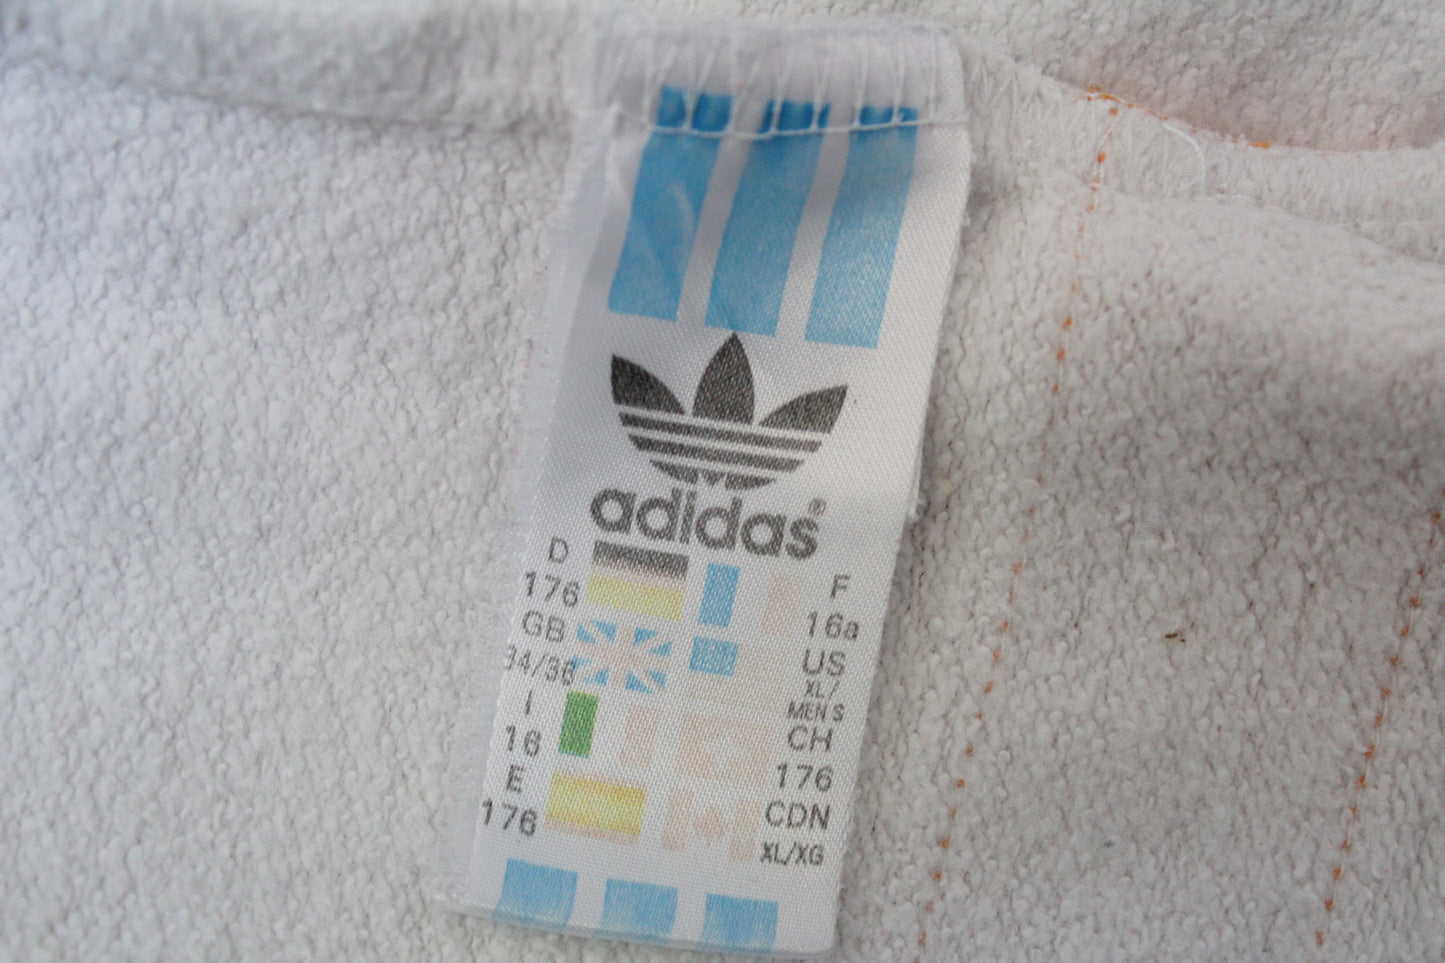 adidas®
D
176
GB
34/36
I
16
E
176
F
16a
US
XL/
MEN S
CH
176
CDN
XL/XG